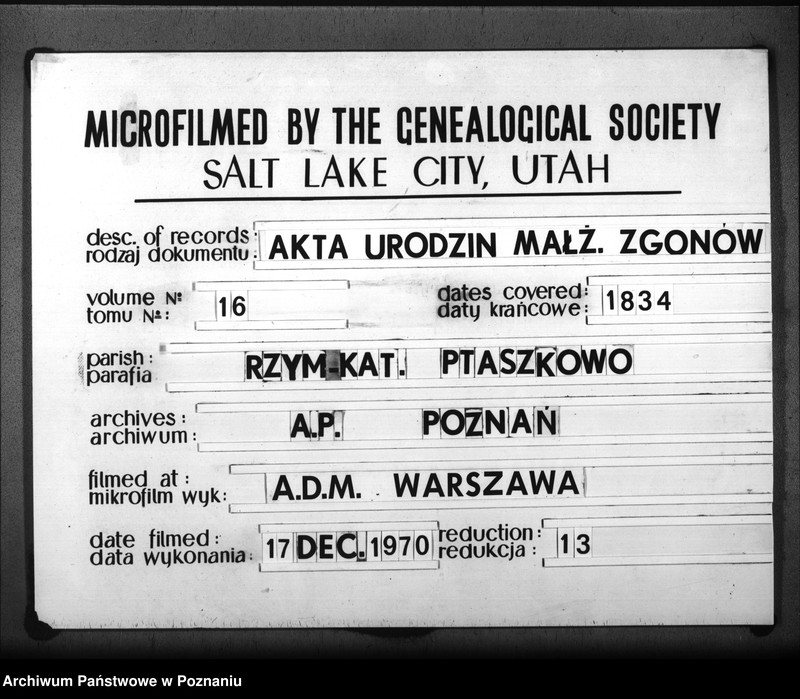 MICROFILMED BY THE GENEALOGICAL SOCIETY
SALT LAKE CITY, UTAH
desc. of records:
rodzaj dokumentu:
AKTA URODZIN MAŁŻ. ZGONÓW
volume Nº
tomu Nº:
16
dates covered:
daty krańcowe:
1834
parish:
parafia
RZYM-KAT. PTASZKOWO
archives:
archiwum:
A.P. POZNAŃ
filmed at:
mikrofilm wyk:
A.D.M. WARSZAWA
date filmed:
data wykonania:
17 DEC. 1970
reduction:
redukcja:
13
Archiwum Państwowe w Poznaniu